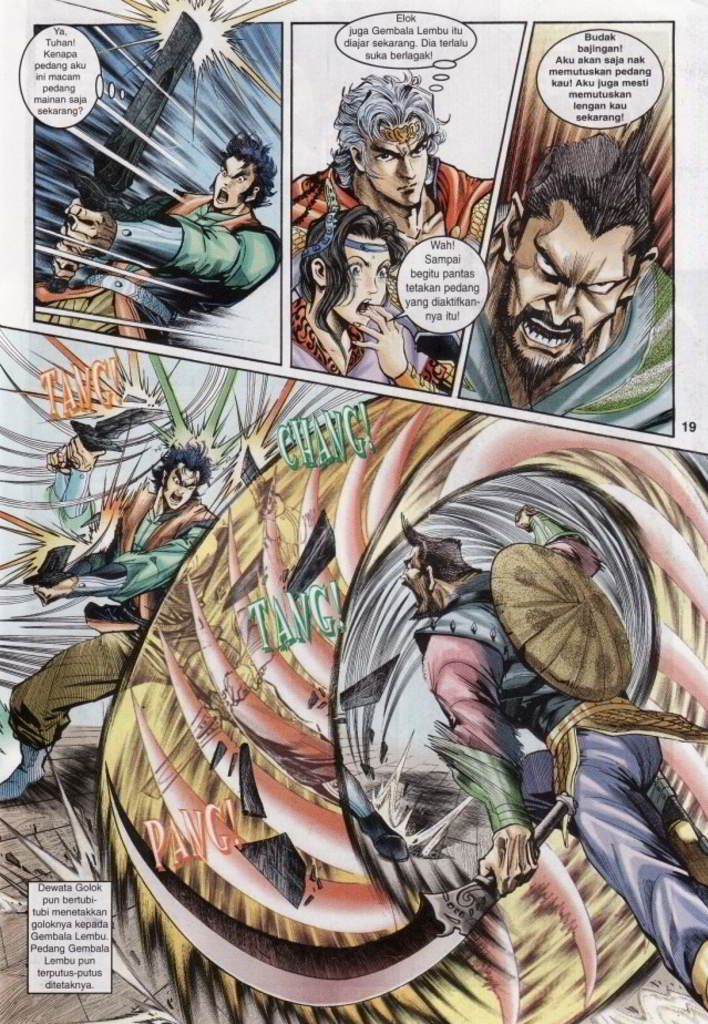 Ya,
Tuhan!
Kenapa
pedang aku
ini macam
pedang
mainan saja
sekarang?
Elok
juga Gembala Lembu itu
diajar sekarang. Dia terlalu
suka berlagak!
Wah!
Sampai
begitu pantas
tetakan pedang
yang diaktifkan-
nya itu!
Budak
bajingan!
Aku akan saja nak
memutuskan pedang
kau! Aku juga mesti
memutuskan
lengan kau
sekarang!
19
TANG!
CHANG!
TANG!
PANG!
Dewata Golok
pun bertubi-
tubi menetakkan
goloknya kepada
Gembala Lembu.
Pedang Gembala
Lembu pun
terputus-putus
ditetaknya.